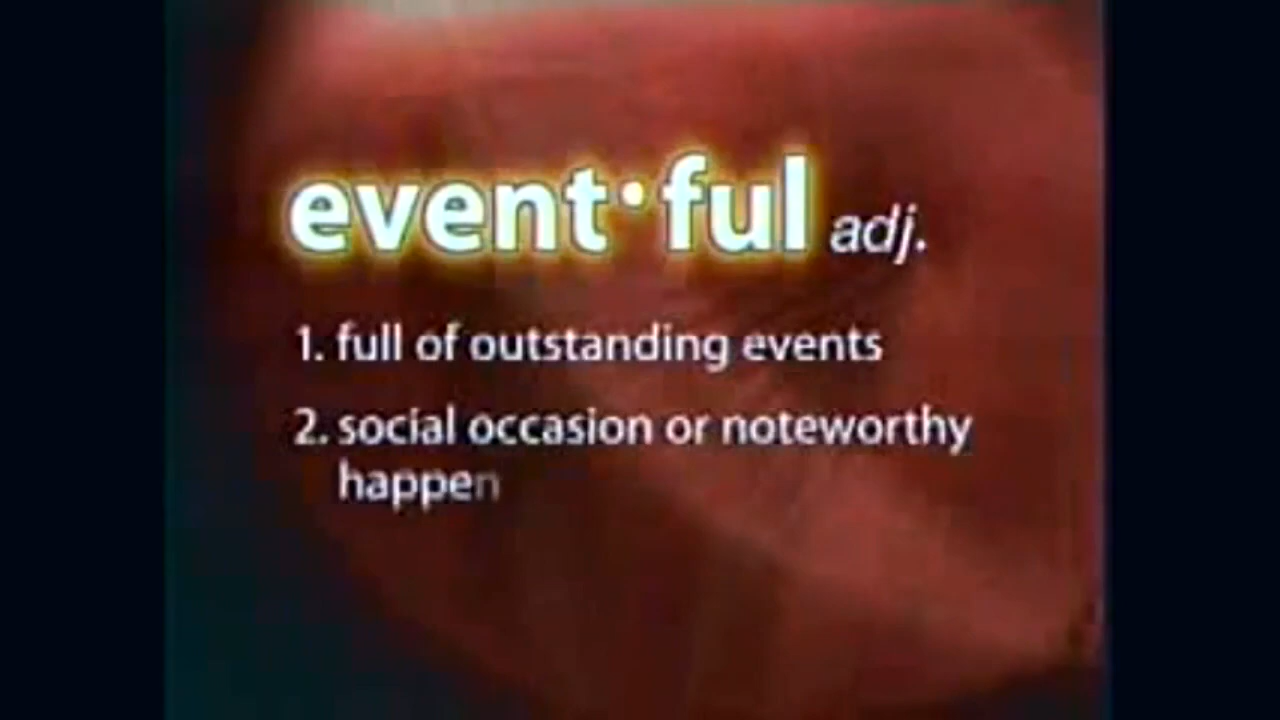 event·ful adj.
1. full of outstanding events
2. social occasion or noteworthy
happen